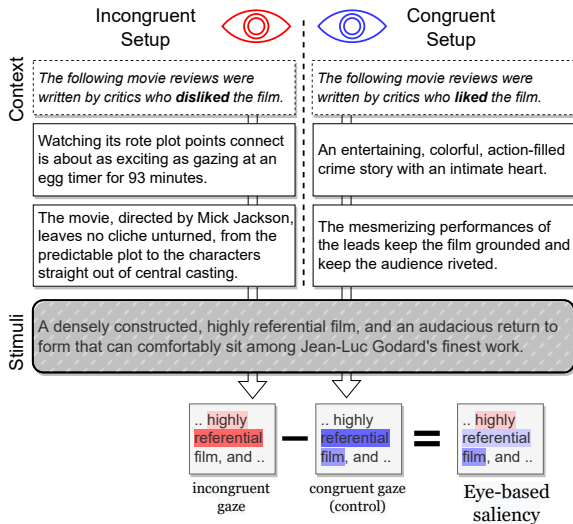 Incongruent
Setup
Congruent
Setup
Context
The following movie reviews were
written by critics who disliked the film.
The following movie reviews were
written by critics who liked the film.
Watching its rote plot points connect
is about as exciting as gazing at an
egg timer for 93 minutes.
An entertaining, colorful, action-filled
crime story with an intimate heart.
The movie, directed by Mick Jackson,
leaves no cliche unturned, from the
predictable plot to the characters
straight out of central casting.
The mesmerizing performances of
the leads keep the film grounded and
keep the audience riveted.
Stimuli
A densely constructed, highly referential film, and an audacious return to
form that can comfortably sit among Jean-Luc Godard's finest work.
.. highly
referential
film, and ..
–
.. highly
referential
film, and ..
=
.. highly
referential
film, and ..
incongruent
gaze
congruent gaze
(control)
Eye-based
saliency